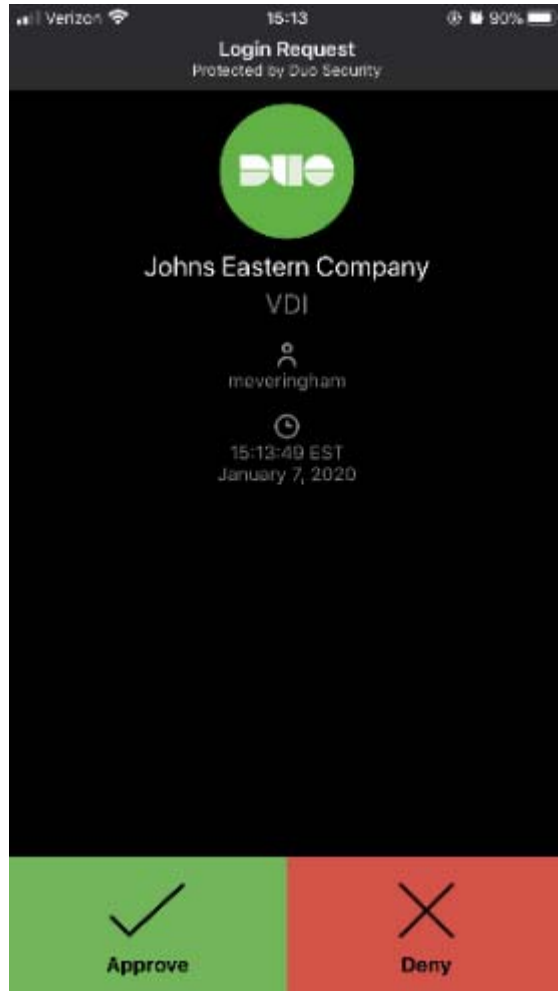 Verizon 15:13 90%
Login Request
Protected by Duo Security
DUO
Johns Eastern Company
VDI
meveringham
15:13:49 EST
January 7, 2020
Approve Deny